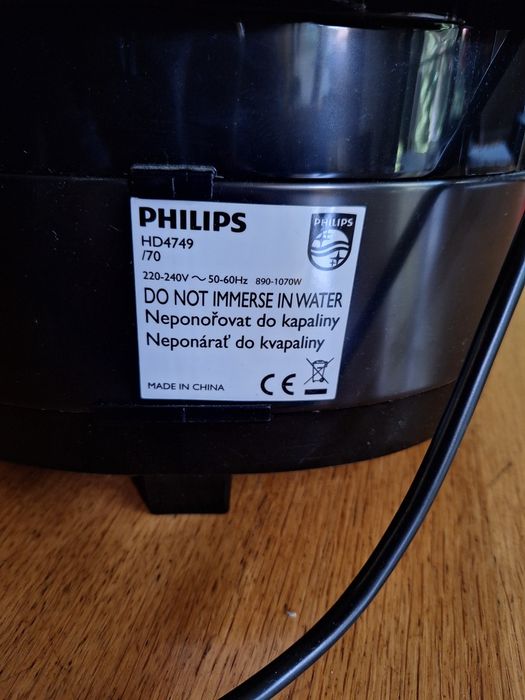 PHILIPS
HD4749
/70
PHILIPS
220-240V ~ 50-60Hz 890-1070W
DO NOT IMMERSE IN WATER
Neponořovat do kapaliny
Neponárať do kvapaliny
MADE IN CHINA
CE